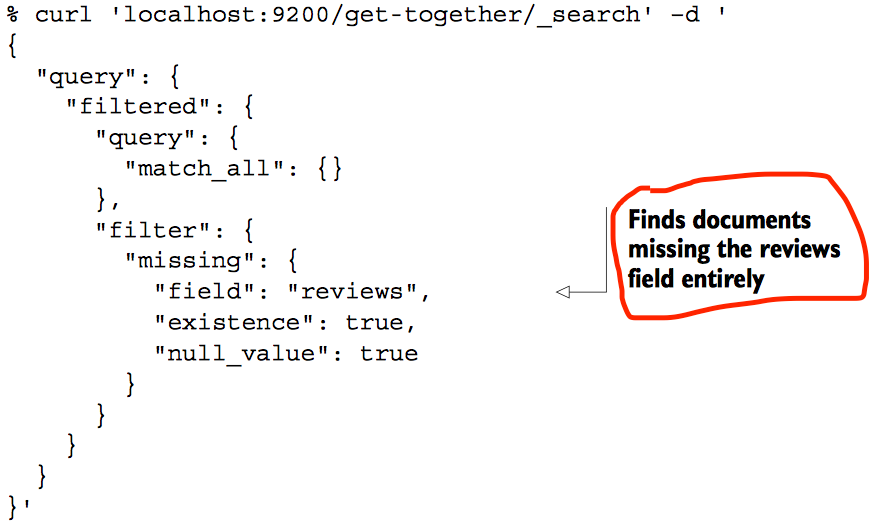 % curl 'localhost:9200/get-together/_search' –d '
{
  "query": {
    "filtered": {
      "query": {
        "match_all": {}
      },
      "filter": {
        "missing": {
          "field": "reviews",
          "existence": true,
          "null_value": true
        }
      }
    }
  }
}'
Finds documents
missing the reviews
field entirely